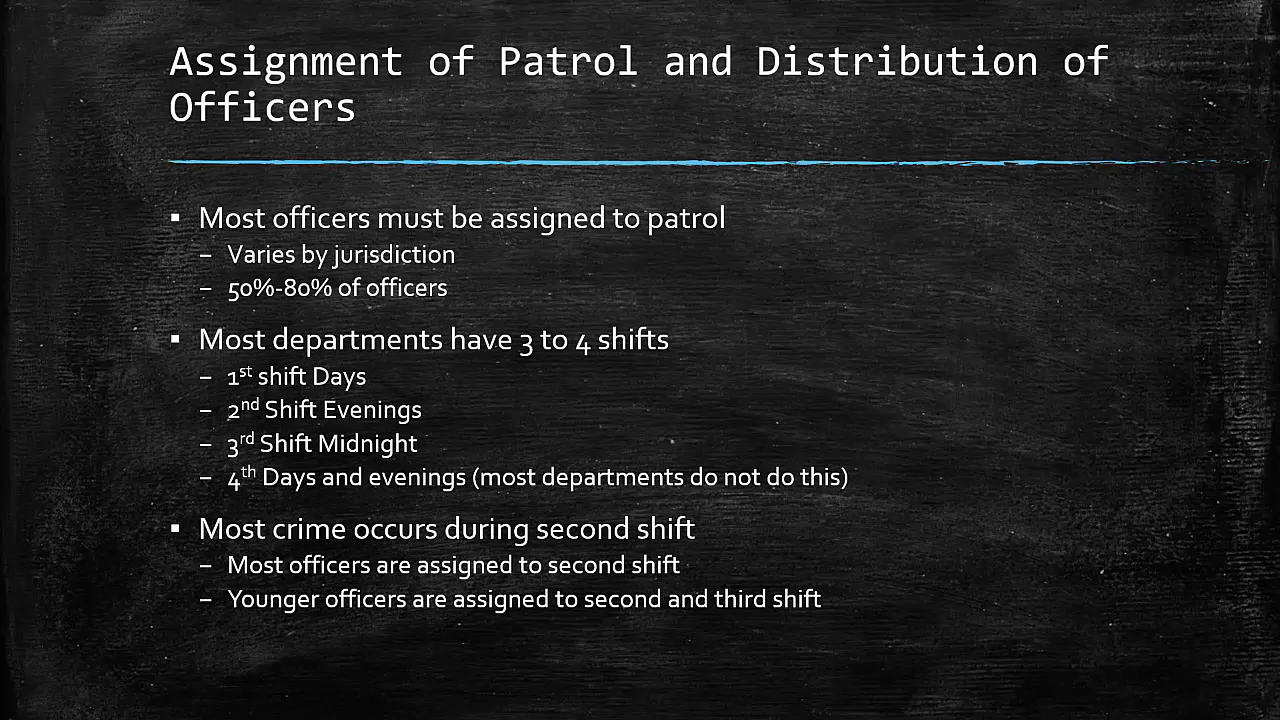 Assignment of Patrol and Distribution of
Officers
▪ Most officers must be assigned to patrol
– Varies by jurisdiction
– 50%-80% of officers
▪ Most departments have 3 to 4 shifts
– 1st shift Days
– 2nd Shift Evenings
– 3rd Shift Midnight
– 4th Days and evenings (most departments do not do this)
▪ Most crime occurs during second shift
– Most officers are assigned to second shift
– Younger officers are assigned to second and third shift